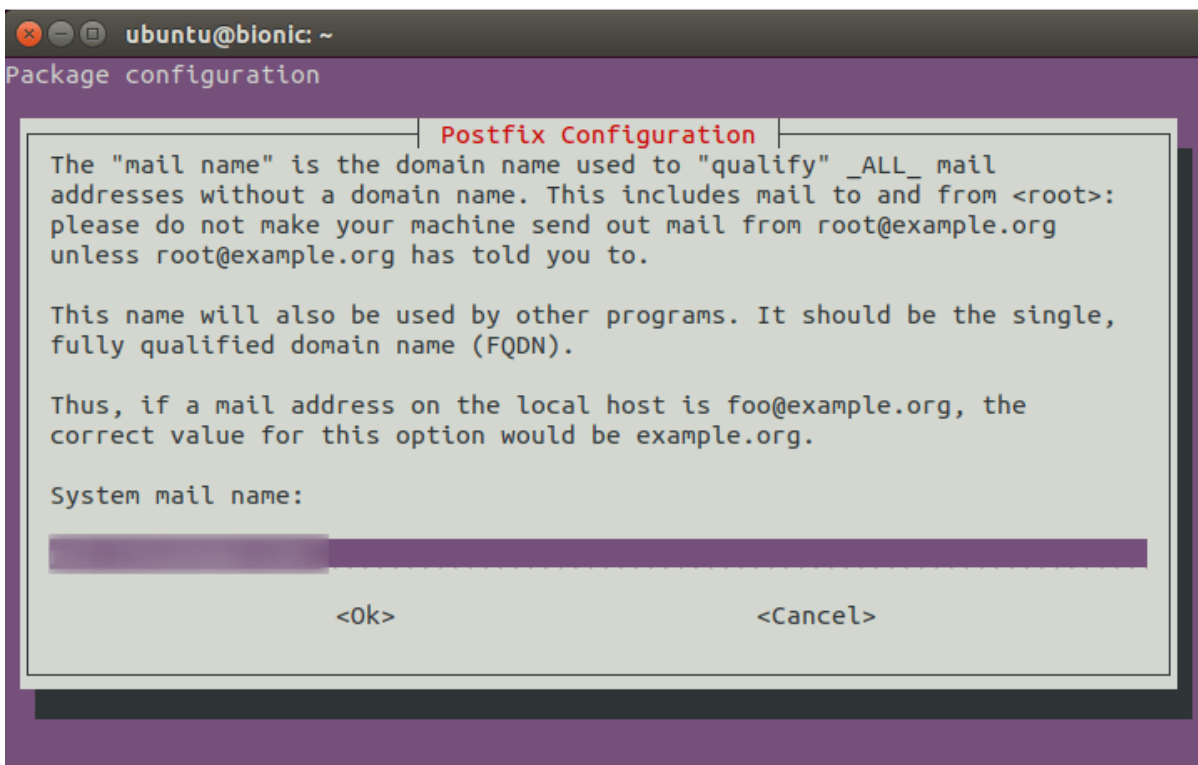 ubuntu@bionic: ~
Package configuration
Postfix Configuration
The "mail name" is the domain name used to "qualify" _ALL_ mail
addresses without a domain name. This includes mail to and from <root>:
please do not make your machine send out mail from root@example.org
unless root@example.org has told you to.
This name will also be used by other programs. It should be the single,
fully qualified domain name (FQDN).
Thus, if a mail address on the local host is foo@example.org, the
correct value for this option would be example.org.
System mail name:
<Ok> <Cancel>